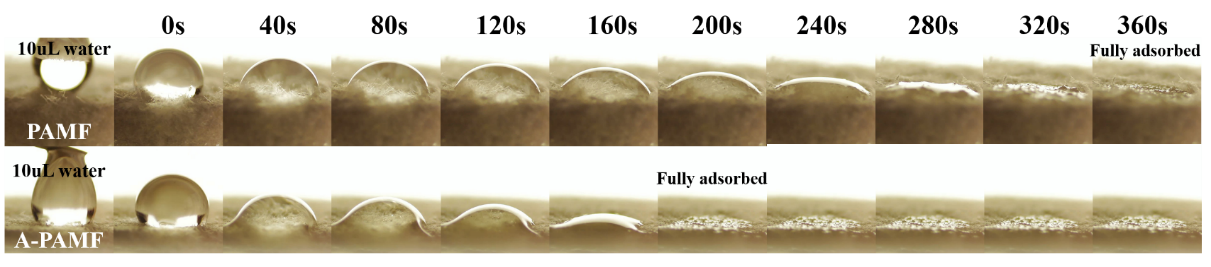 0s 40s 80s 120s 160s 200s 240s 280s 320s 360s
10uL water
Fully adsorbed
PAMF
10uL water
Fully adsorbed
A-PAMF